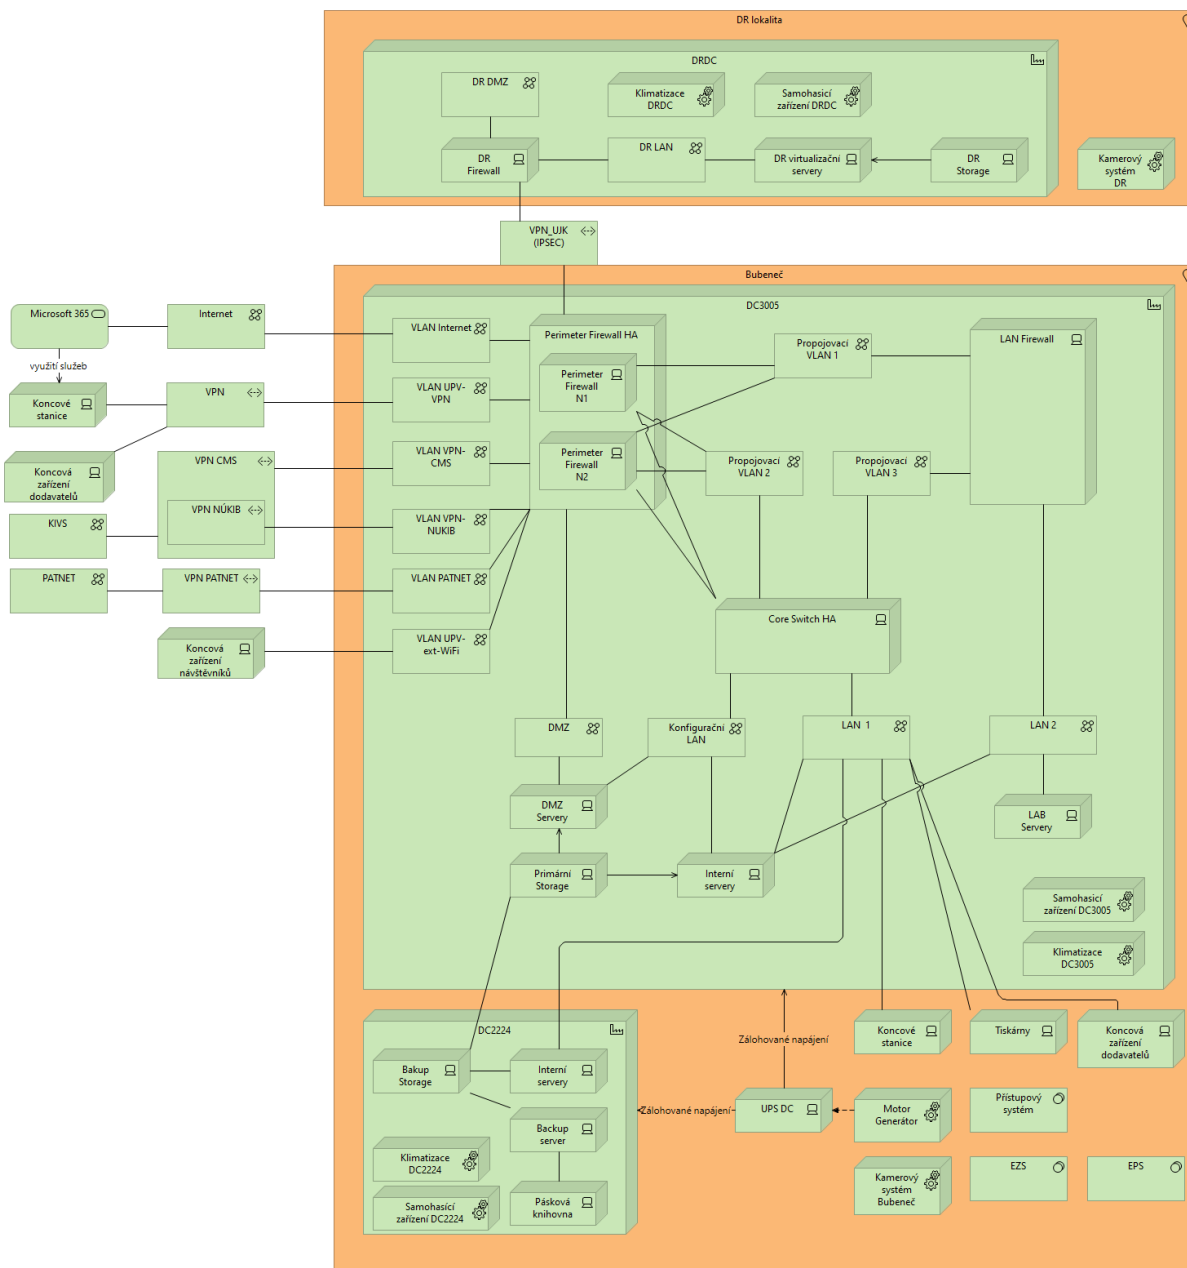 DR lokalita
DRDC
DR DMZ
Klimatizace
DRDC
Samohasicí
zařízení DRDC
DR
Firewall
DR LAN
DR virtualizační
servery
DR
Storage
Kamerový
systém
DR
VPN_UJK
(IPSEC)
Bubeneč
DC3005
Microsoft 365
Internet
VLAN Internet
Perimeter Firewall HA
Propojovací
VLAN 1
LAN Firewall
využití služeb
Perimeter
Firewall
N1
Koncové
stanice
VPN
VLAN UPV-
VPN
Perimeter
Firewall
N2
Koncová
zařízení
dodavatelů
VPN CMS
VLAN VPN-
CMS
Propojovací
VLAN 2
Propojovací
VLAN 3
VPN NÚKIB
KIVS
VLAN VPN-
NUKIB
PATNET
VPN PATNET
VLAN PATNET
Koncová
zařízení
návštěvníků
VLAN UPV-
ext-WiFi
Core Switch HA
DMZ
Konfigurační
LAN
LAN 1
LAN 2
DMZ
Servery
LAB
Servery
Primární
Storage
Interní
servery
Samohasicí
zařízení DC3005
Klimatizace
DC3005
DC2224
Zálohované napájení
Koncové
stanice
Tiskárny
Koncová
zařízení
dodavatelů
Bakup
Storage
Interní
servery
Zálohované napájení
UPS DC
Motor
Generátor
Přístupový
systém
Backup
server
Klimatizace
DC2224
Kamerový
systém
Bubeneč
EZS
EPS
Samohasící
zařízení DC2224
Pásková
knihovna